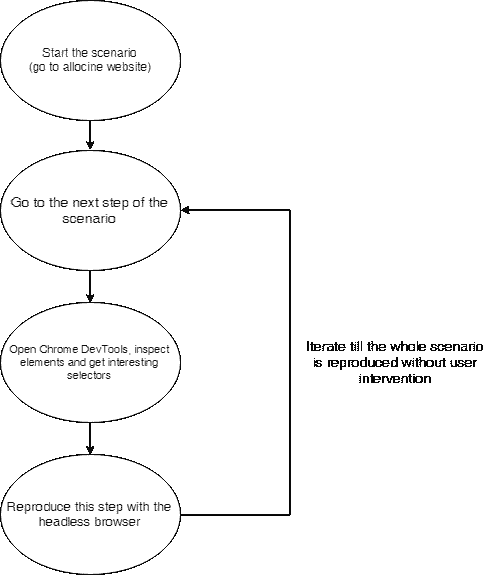 Start the scenario
(go to allocine website)
Go to the next step of the
scenario
Open Chrome DevTools, inspect
elements and get interesting
selectors
Iterate till the whole scenario
is reproduced without user
intervention
Reproduce this step with the
headless browser